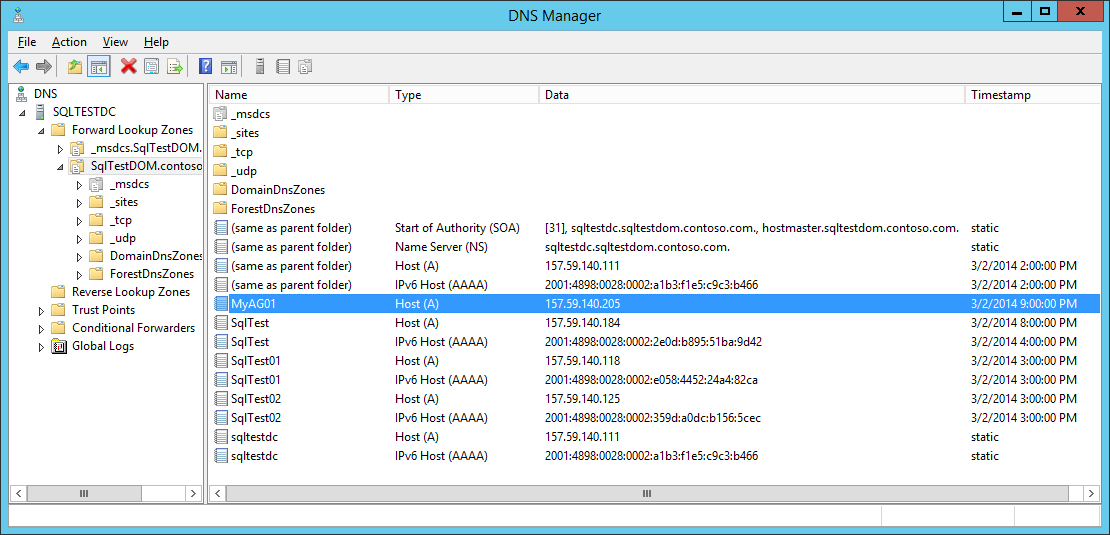 DNS Manager
File Action View Help
DNS
SQLTESTDC
Forward Lookup Zones
_msdcs.SqlTestDOM.
SqlTestDOM.contoso
_msdcs
_sites
_tcp
_udp
DomainDnsZones
ForestDnsZones
Reverse Lookup Zones
Trust Points
Conditional Forwarders
Global Logs
Name Type Data Timestamp
_msdcs
_sites
_tcp
_udp
DomainDnsZones
ForestDnsZones
(same as parent folder) Start of Authority (SOA) [31], sqltestdc.sqltestdom.contoso.com., hostmaster.sqltestdom.contoso.com. static
(same as parent folder) Name Server (NS) sqltestdc.sqltestdom.contoso.com. static
(same as parent folder) Host (A) 157.59.140.111 3/2/2014 2:00:00 PM
(same as parent folder) IPv6 Host (AAAA) 2001:4898:0028:0002:a1b3:f1e5:c9c3:b466 3/2/2014 2:00:00 PM
MyAG01 Host (A) 157.59.140.205 3/2/2014 9:00:00 PM
SqlTest Host (A) 157.59.140.184 3/2/2014 8:00:00 PM
SqlTest IPv6 Host (AAAA) 2001:4898:0028:0002:2e0d:b895:51ba:9d42 3/2/2014 4:00:00 PM
SqlTest01 Host (A) 157.59.140.118 3/2/2014 3:00:00 PM
SqlTest01 IPv6 Host (AAAA) 2001:4898:0028:0002:e058:4452:24a4:82ca 3/2/2014 3:00:00 PM
SqlTest02 Host (A) 157.59.140.125 3/2/2014 3:00:00 PM
SqlTest02 IPv6 Host (AAAA) 2001:4898:0028:0002:359d:a0dc:b156:5cec 3/2/2014 3:00:00 PM
sqltestdc Host (A) 157.59.140.111 static
sqltestdc IPv6 Host (AAAA) 2001:4898:0028:0002:a1b3:f1e5:c9c3:b466 static